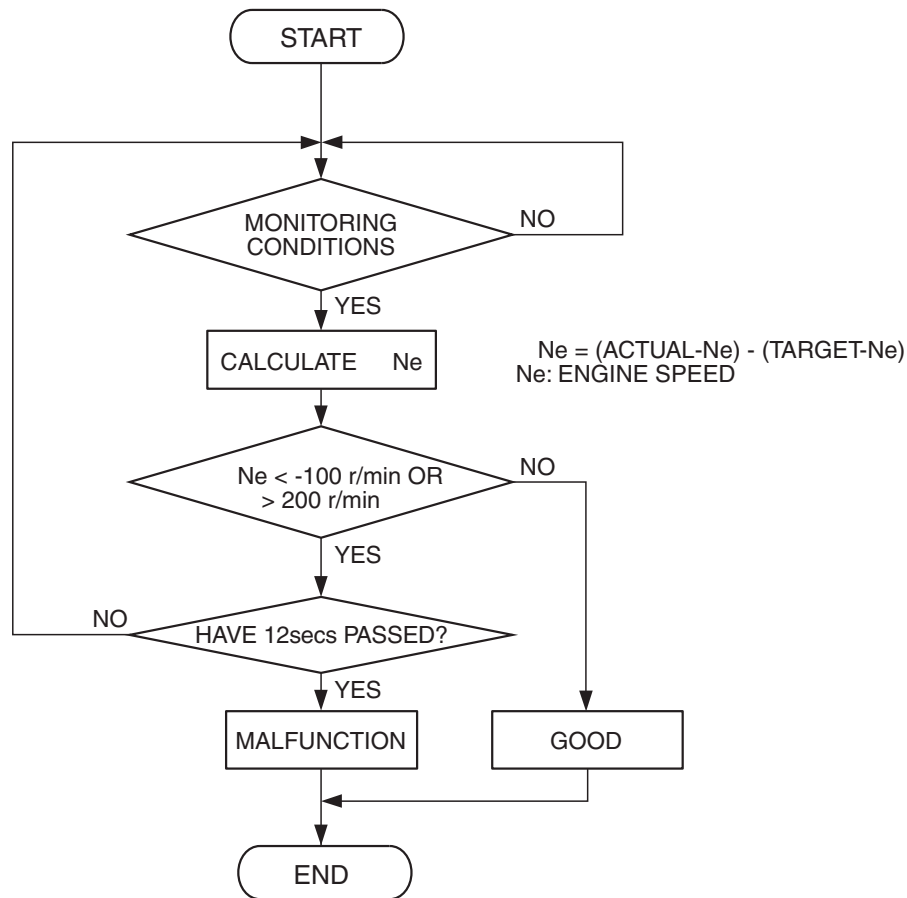 START
MONITORING
CONDITIONS
NO
YES
CALCULATE Ne
Ne = (ACTUAL-Ne) - (TARGET-Ne)
Ne: ENGINE SPEED
Ne < -100 r/min OR
> 200 r/min
NO
YES
NO
HAVE 12secs PASSED?
YES
MALFUNCTION
GOOD
END